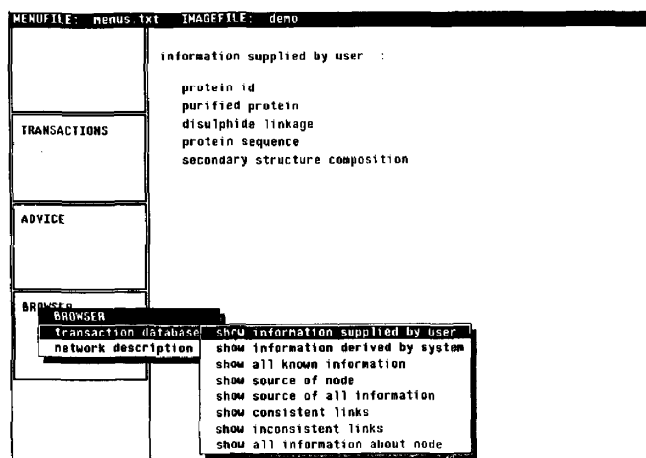 MENUFILE: menus.txt IMAGEFILE: demo
information supplied by user :
protein id
purified protein
disulphide linkage
protein sequence
secondary structure composition
TRANSACTIONS
ADVICE
BROWSER
BROWSER
transaction database
network description
show information supplied by user
show information derived by system
show all known information
show source of node
show source of all information
show consistent links
show inconsistent links
show all information about node